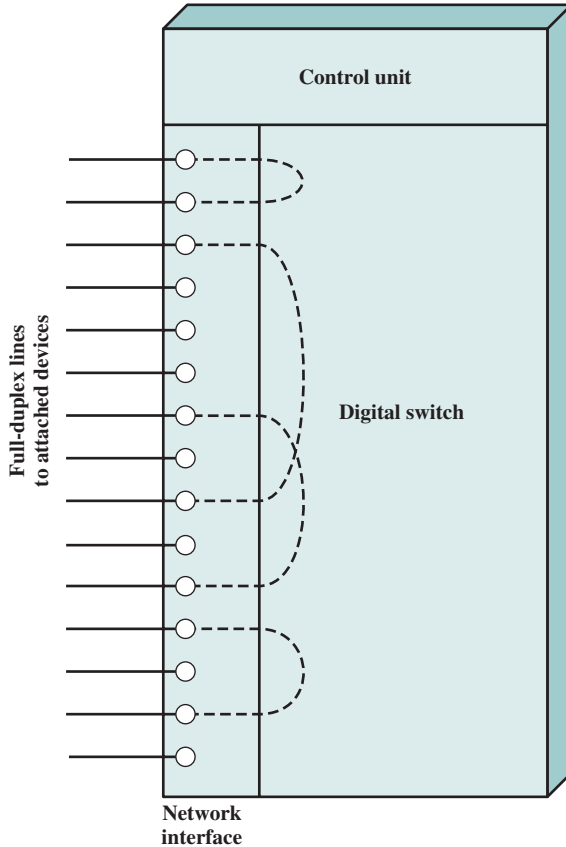 Control unit
Full-duplex lines
to attached devices
Digital switch
Network
interface